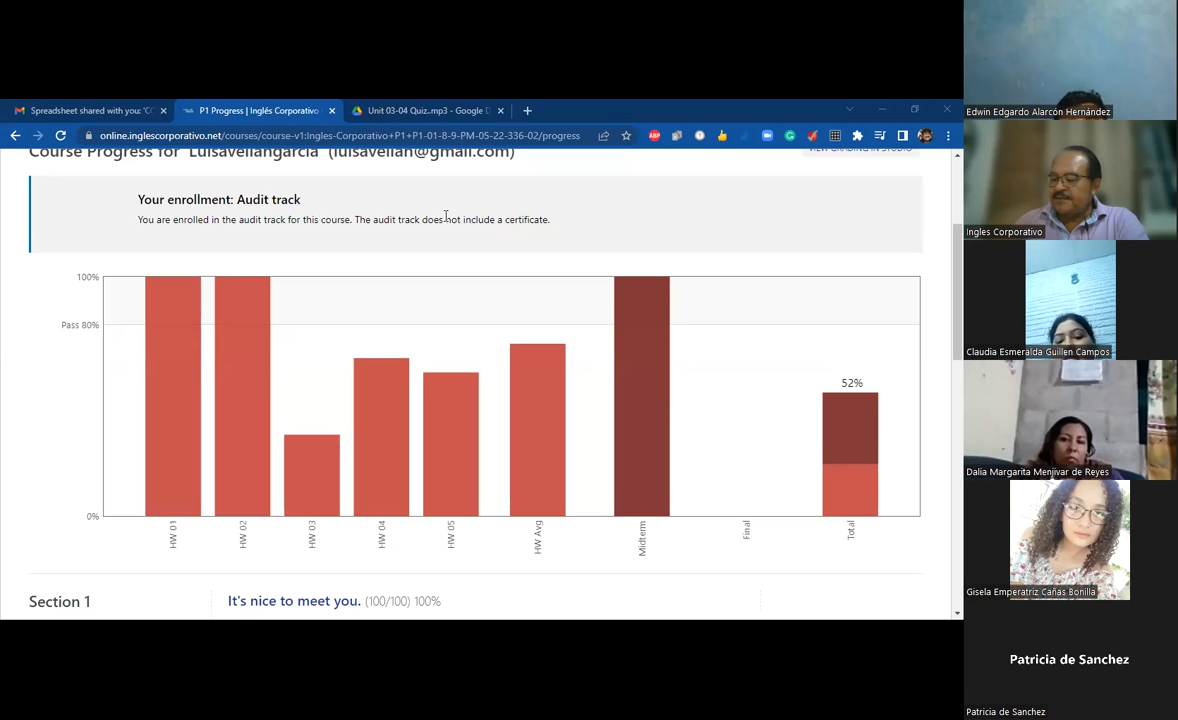 Spreadsheet shared with you: 'CC
P1 Progress | Inglés Corporativo
Unit 03-04 Quiz..mp3 - Google D
online.inglescorporativo.net/courses/course-v1:Ingles-Corporativo+P1+P1-01-8-9-PM-05-22-336-02/progress
Course Progress for 'Luisavellangarcia' (luisavellan@gmail.com)
VIEW GRADING IN STUDIO
Your enrollment: Audit track
You are enrolled in the audit track for this course. The audit track does not include a certificate.
100%
Pass 80%
0%
52%
HW 01
HW 02
HW 03
HW 04
HW 05
HW Avg
Midterm
Final
Total
Section 1
It's nice to meet you. (100/100) 100%
Edwin Edgardo Alarcón Hernández
Ingles Corporativo
Claudia Esmeralda Guillen Campos
Dalia Margarita Menjivar de Reyes
Gisela Emperatriz Cañas Bonilla
Patricia de Sanchez
Patricia de Sanchez